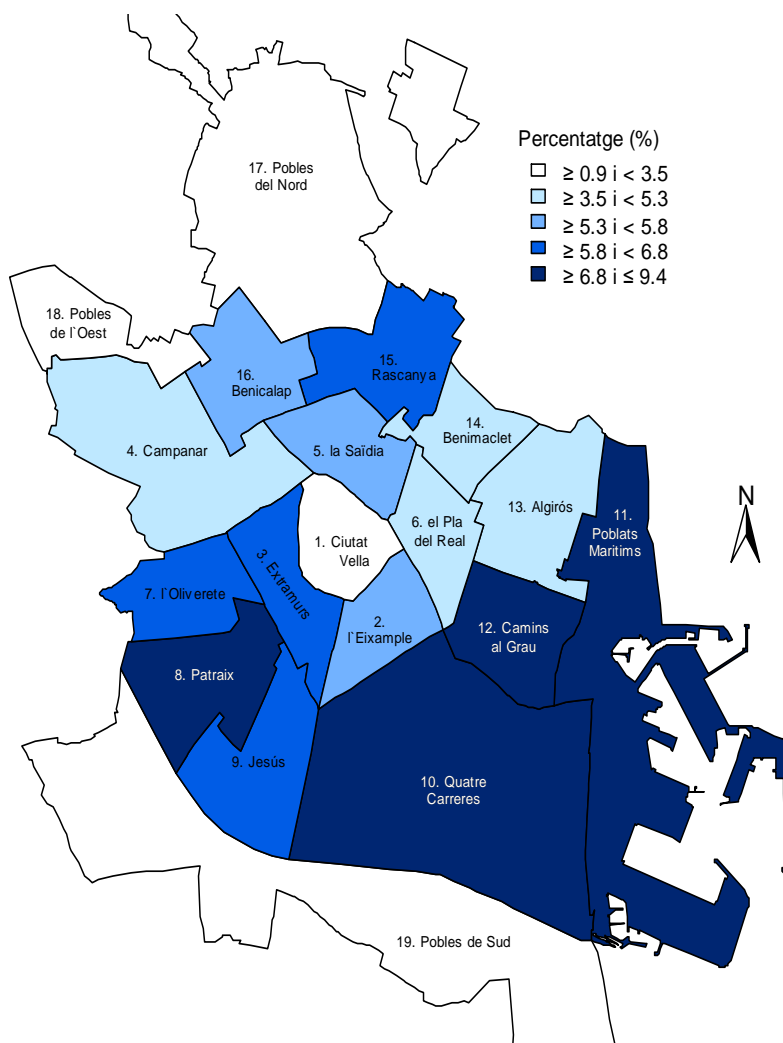 17. Pobles
del Nord
Percentatge (%)
≥ 0.9 i < 3.5
≥ 3.5 i < 5.3
≥ 5.3 i < 5.8
≥ 5.8 i < 6.8
≥ 6.8 i ≤ 9.4
18. Pobles
de l`Oest
16.
Benicalap
15.
Rascanya
4. Campanar
5. la Saïdia
14.
Benimaclet
6. el Pla
del Real
13. Algirós
11.
Poblats
Maritims
N
1. Ciutat
Vella
3. Extramurs
7. l`Oliverete
2.
l`Eixample
12. Camins
al Grau
8. Patraix
9. Jesús
10. Quatre
Carreres
19. Pobles de Sud